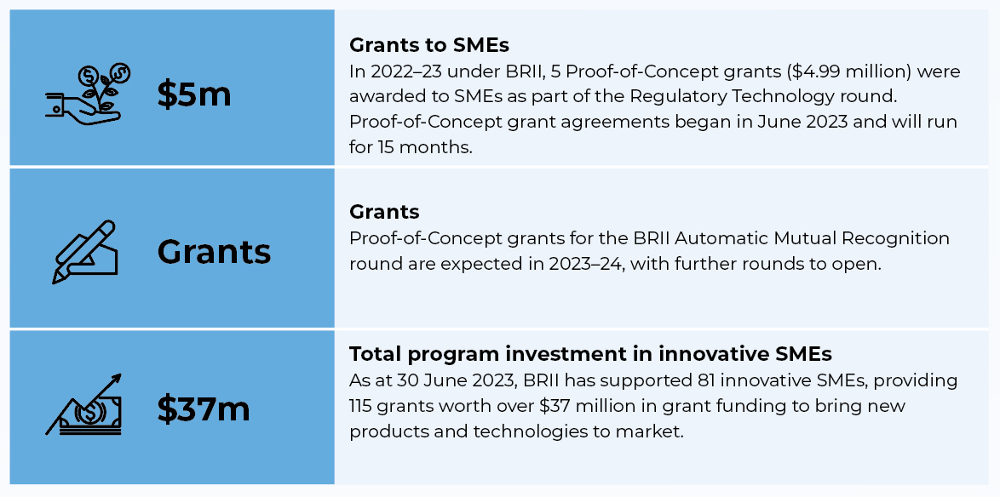 $5m
Grants to SMEs
In 2022–23 under BRII, 5 Proof-of-Concept grants ($4.99 million) were
awarded to SMEs as part of the Regulatory Technology round.
Proof-of-Concept grant agreements began in June 2023 and will run
for 15 months.
Grants
Grants
Proof-of-Concept grants for the BRII Automatic Mutual Recognition
round are expected in 2023–24, with further rounds to open.
$37m
Total program investment in innovative SMEs
As at 30 June 2023, BRII has supported 81 innovative SMEs, providing
115 grants worth over $37 million in grant funding to bring new
products and technologies to market.